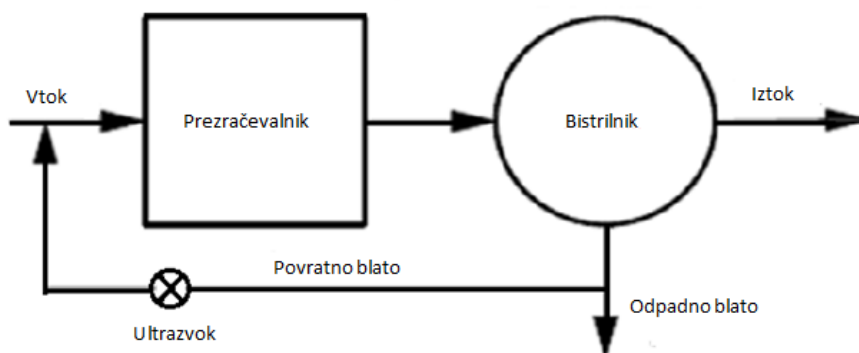 Vtok
Prezračevalnik
Bistrilnik
Iztok
Povratno blato
Ultrazvok
Odpadno blato